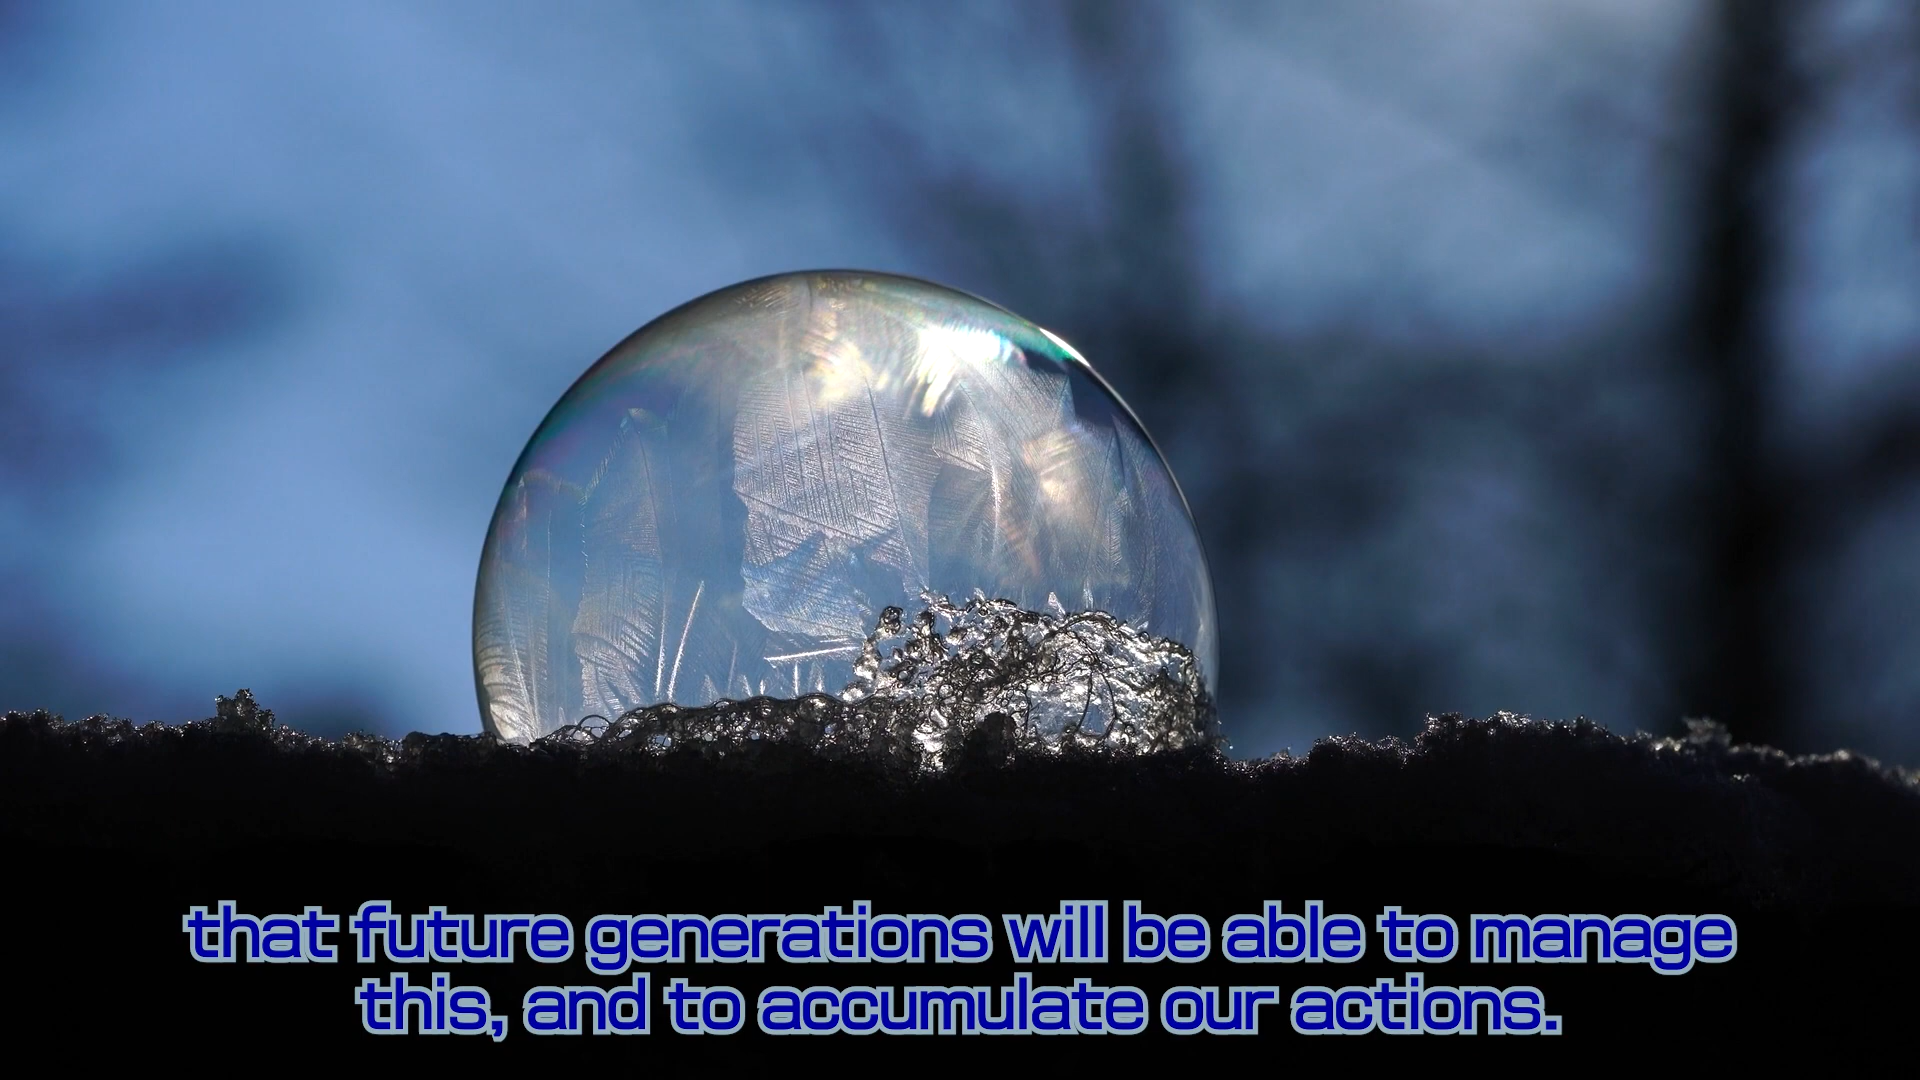 that future generations will be able to manage
this, and to accumulate our actions.